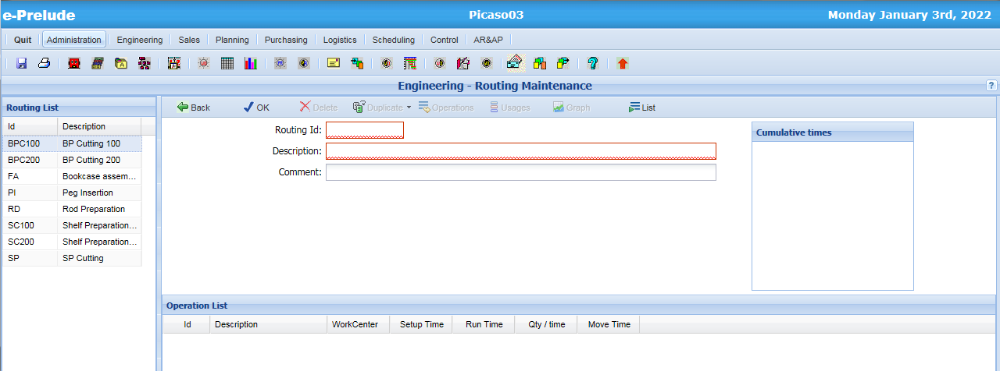 e-Prelude Picaso03 Monday January 3rd, 2022
Quit Administration Engineering Sales Planning Purchasing Logistics Scheduling Control AR&AP
Engineering - Routing Maintenance ?
Routing List Back OK Delete Duplicate Operations Usages Graph List
Id Description
BPC100 BP Cutting 100
BPC200 BP Cutting 200
FA Bookcase assem...
PI Peg Insertion
RD Rod Preparation
SC100 Shelf Preparation...
SC200 Shelf Preparation...
SP SP Cutting
Routing Id:
Description:
Comment:
Cumulative times
Operation List
Id Description WorkCenter Setup Time Run Time Qty / time Move Time